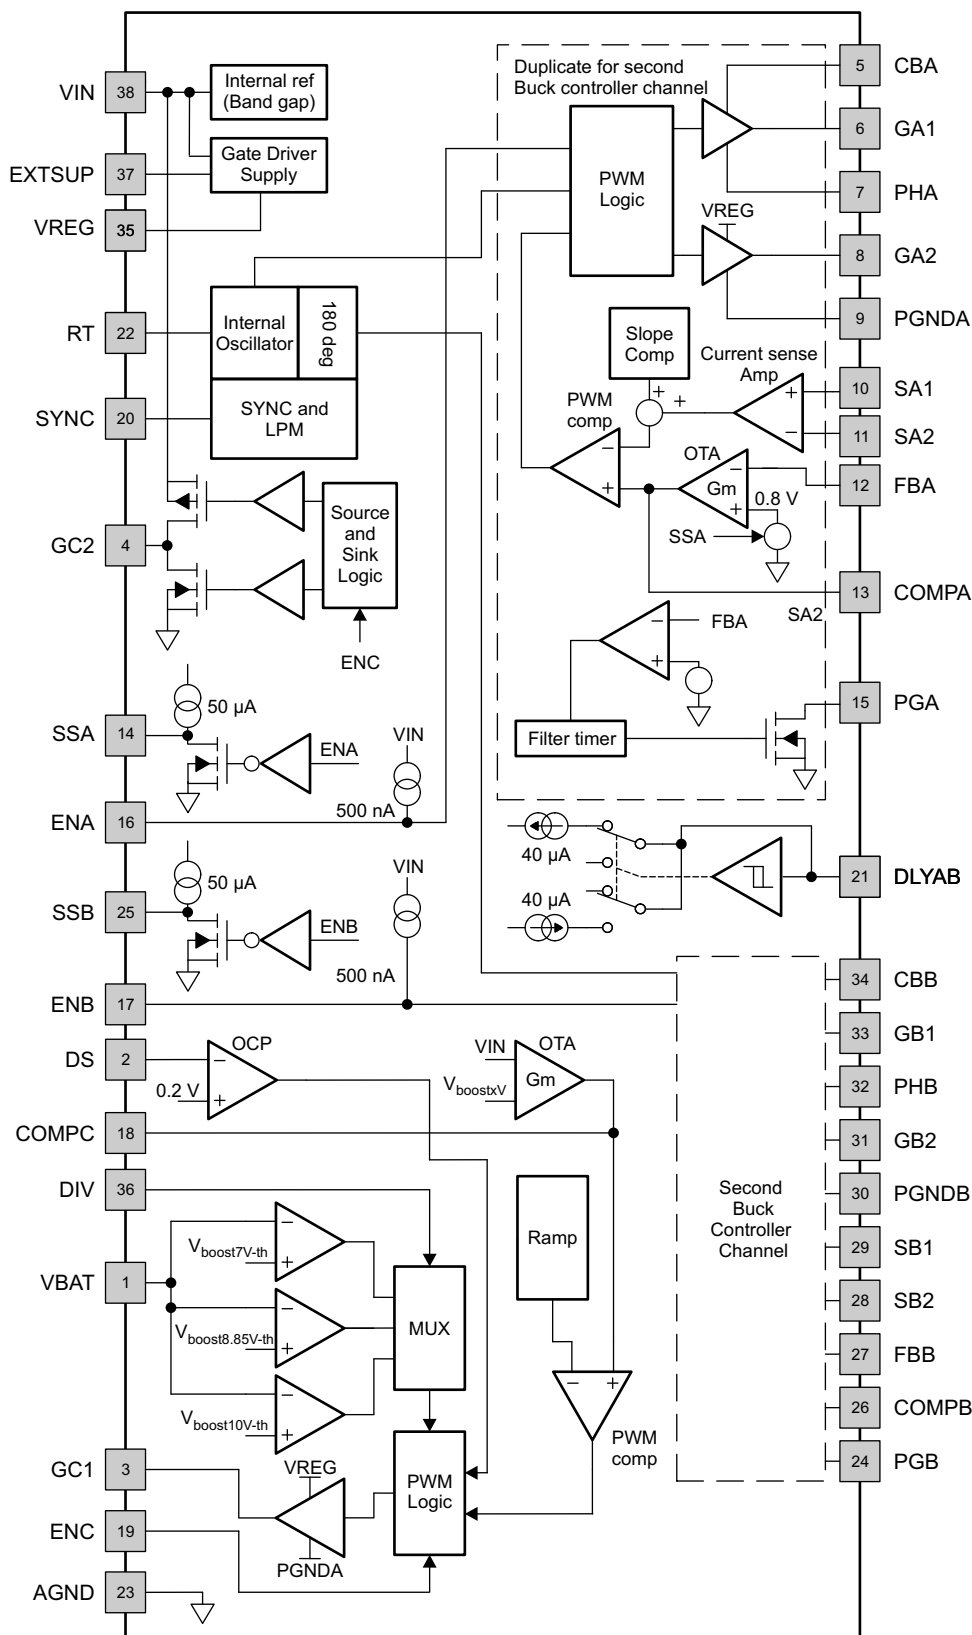 VIN
38
Internal ref
(Band gap)
EXTSUP
37
Gate Driver
Supply
VREG
35
RT
22
Internal
Oscillator
180 deg
SYNC
20
SYNC and
LPM
GC2
4
Source
and
Sink
Logic
ENC
50 µA
SSA
14
ENA
VIN
500 nA
ENA
16
50 µA
SSB
25
ENB
VIN
500 nA
ENB
17
DS
2
OCP
−
0.2 V
+
VIN
OTA
Gm
VboostxV
COMPC
18
DIV
36
Vboost7V-th
−
+
VBAT
1
Vboost8.85V-th
−
+
Vboost10V-th
−
+
MUX
Ramp
−
+
PWM
comp
GC1
3
VREG
PGNDA
PWM
Logic
ENC
19
AGND
23
Duplicate for second
Buck controller channel
PWM
Logic
5
CBA
6
GA1
7
PHA
VREG
8
GA2
9
PGNDA
Slope
Comp
Current sense
Amp
+
+
+
−
10
SA1
11
SA2
PWM
comp
−
+
OTA
Gm
−
+
0.8 V
12
FBA
SSA
13
COMPA
SA2
FBA
−
+
15
PGA
Filter timer
40 µA
40 µA
21
DLYAB
Second
Buck
Controller
Channel
34
CBB
33
GB1
32
PHB
31
GB2
30
PGNDB
29
SB1
28
SB2
27
FBB
26
COMPB
24
PGB